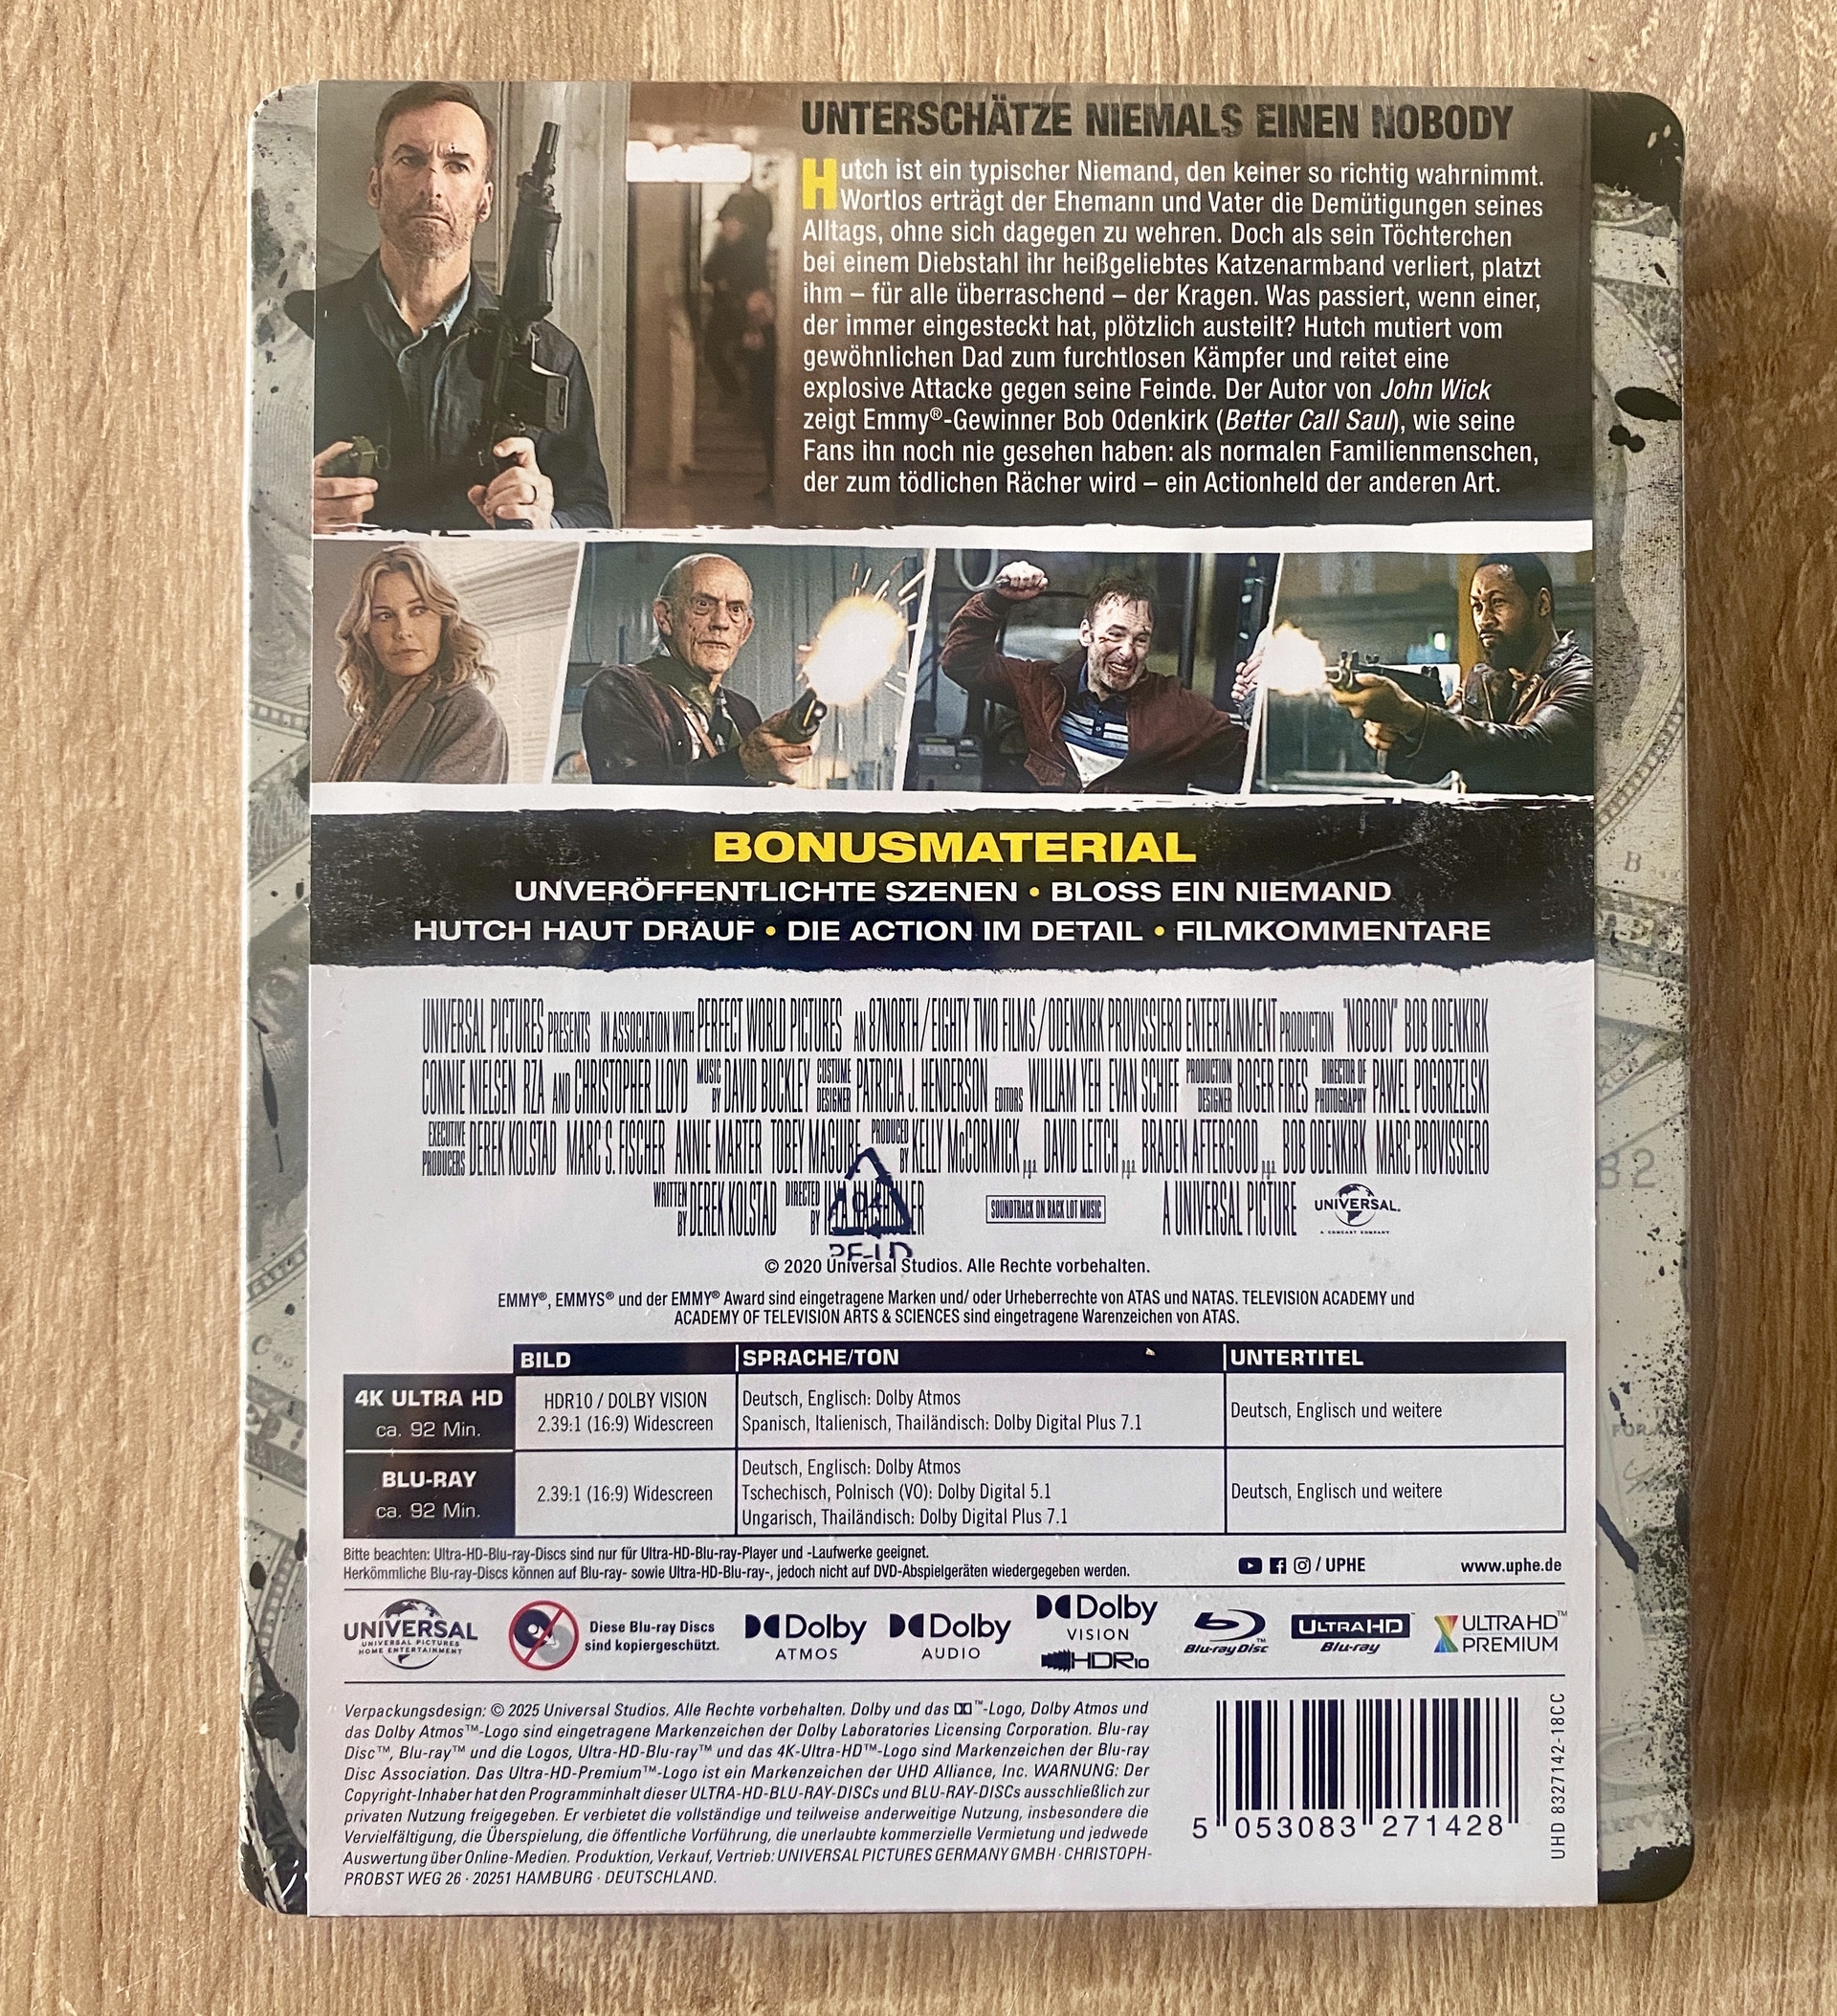 UNTERSCHÄTZE NIEMALS EINEN NOBODY
Hutch ist ein typischer Niemand, den keiner so richtig wahrnimmt.
Wortlos erträgt der Ehemann und Vater die Demütigungen seines
Alltags, ohne sich dagegen zu wehren. Doch als sein Töchterchen
bei einem Diebstahl ihr heißgeliebtes Katzenarmband verliert, platzt
ihm – für alle überraschend – der Kragen. Was passiert, wenn einer,
der immer eingesteckt hat, plötzlich austeilt? Hutch mutiert vom
gewöhnlichen Dad zum furchtlosen Kämpfer und reitet eine
explosive Attacke gegen seine Feinde. Der Autor von John Wick
zeigt Emmy®-Gewinner Bob Odenkirk (Better Call Saul), wie seine
Fans ihn noch nie gesehen haben: als normalen Familienmenschen,
der zum tödlichen Rächer wird – ein Actionheld der anderen Art.
BONUSMATERIAL
UNVERÖFFENTLICHTE SZENEN • BLOSS EIN NIEMAND
HUTCH HAUT DRAUF • DIE ACTION IM DETAIL • FILMKOMMENTARE
UNIVERSAL PICTURES PRESENTS IN ASSOCIATION WITH PERFECT WORLD PICTURES AN 87NORTH / EIGHTY TWO FILMS / ODENKIRK PROVISSIERO ENTERTAINMENT PRODUCTION "NOBODY" BOB ODENKIRK
CONNIE NIELSEN RZA AND CHRISTOPHER LLOYD MUSIC BY DAVID BUCKLEY COSTUME DESIGNER PATRICIA J. HENDERSON EDITORS WILLIAM YEH EVAN SCHIFF PRODUCTION DESIGNER ROGER FIRES DIRECTOR OF PHOTOGRAPHY PAWEL POGORZELSKI
EXECUTIVE PRODUCERS DEREK KOLSTAD MARC S. FISCHER ANNIE MARTER TOBEY MAGUIRE PRODUCED BY KELLY McCORMICK p.g.a. DAVID LEITCH p.g.a. BRADEN AFTERGOOD p.g.a. BOB ODENKIRK MARC PROVISSIERO
WRITTEN BY DEREK KOLSTAD DIRECTED BY SOUNDTRACK ON BACK LOT MUSIC A UNIVERSAL PICTURE UNIVERSAL.
A COMCAST COMPANY
04
PE-LD
© 2020 Universal Studios. Alle Rechte vorbehalten.
EMMY®, EMMYS® und der EMMY® Award sind eingetragene Marken und/ oder Urheberrechte von ATAS und NATAS. TELEVISION ACADEMY und
ACADEMY OF TELEVISION ARTS & SCIENCES sind eingetragene Warenzeichen von ATAS.
BILD SPRACHE/TON UNTERTITEL
4K ULTRA HD
ca. 92 Min.
HDR10 / DOLBY VISION
2.39:1 (16:9) Widescreen
Deutsch, Englisch: Dolby Atmos
Spanisch, Italienisch, Thailändisch: Dolby Digital Plus 7.1
Deutsch, Englisch und weitere
BLU-RAY
ca. 92 Min.
2.39:1 (16:9) Widescreen
Deutsch, Englisch: Dolby Atmos
Tschechisch, Polnisch (VO): Dolby Digital 5.1
Ungarisch, Thailändisch: Dolby Digital Plus 7.1
Deutsch, Englisch und weitere
Bitte beachten: Ultra-HD-Blu-ray-Discs sind nur für Ultra-HD-Blu-ray-Player und -Laufwerke geeignet.
Herkömmliche Blu-ray-Discs können auf Blu-ray- sowie Ultra-HD-Blu-ray-, jedoch nicht auf DVD-Abspielgeräten wiedergegeben werden.
/ UPHE www.uphe.de
UNIVERSAL
UNIVERSAL PICTURES
HOME ENTERTAINMENT
Diese Blu-ray Discs
sind kopiergeschützt.
Dolby
ATMOS
Dolby
AUDIO
Dolby
VISION
HDR10
Blu-ray Disc™
ULTRA HD™
Blu-ray
ULTRA HD™
PREMIUM
Verpackungsdesign: © 2025 Universal Studios. Alle Rechte vorbehalten. Dolby und das ™-Logo, Dolby Atmos und
das Dolby Atmos™-Logo sind eingetragene Markenzeichen der Dolby Laboratories Licensing Corporation. Blu-ray
Disc™, Blu-ray™ und die Logos, Ultra-HD-Blu-ray™ und das 4K-Ultra-HD™-Logo sind Markenzeichen der Blu-ray
Disc Association. Das Ultra-HD-Premium™-Logo ist ein Markenzeichen der UHD Alliance, Inc. WARNUNG: Der
Copyright-Inhaber hat den Programminhalt dieser ULTRA-HD-BLU-RAY-DISCs und BLU-RAY-DISCs ausschließlich zur
privaten Nutzung freigegeben. Er verbietet die vollständige und teilweise anderweitige Nutzung, insbesondere die
Vervielfältigung, die Überspielung, die öffentliche Vorführung, die unerlaubte kommerzielle Vermietung und jedwede
Auswertung über Online-Medien. Produktion, Verkauf, Vertrieb: UNIVERSAL PICTURES GERMANY GMBH · CHRISTOPH-
PROBST WEG 26 · 20251 HAMBURG · DEUTSCHLAND.
5 053083 271428
UHD 8327142-18CC